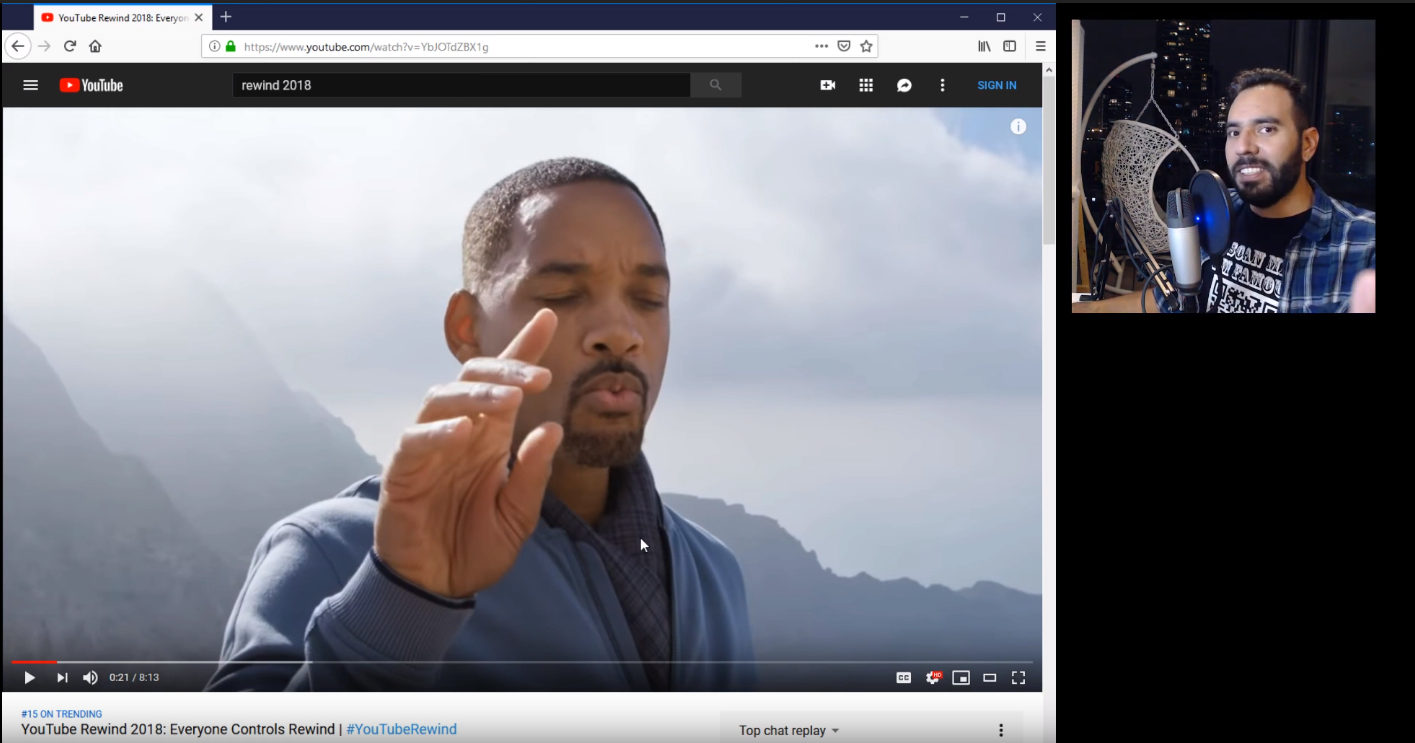 YouTube Rewind 2018: Everyon
https://www.youtube.com/watch?v=YbJOTdZBX1g
YouTube
rewind 2018
SIGN IN
0:21 / 8:13
CC
HD
#15 ON TRENDING
YouTube Rewind 2018: Everyone Controls Rewind | #YouTubeRewind
Top chat replay